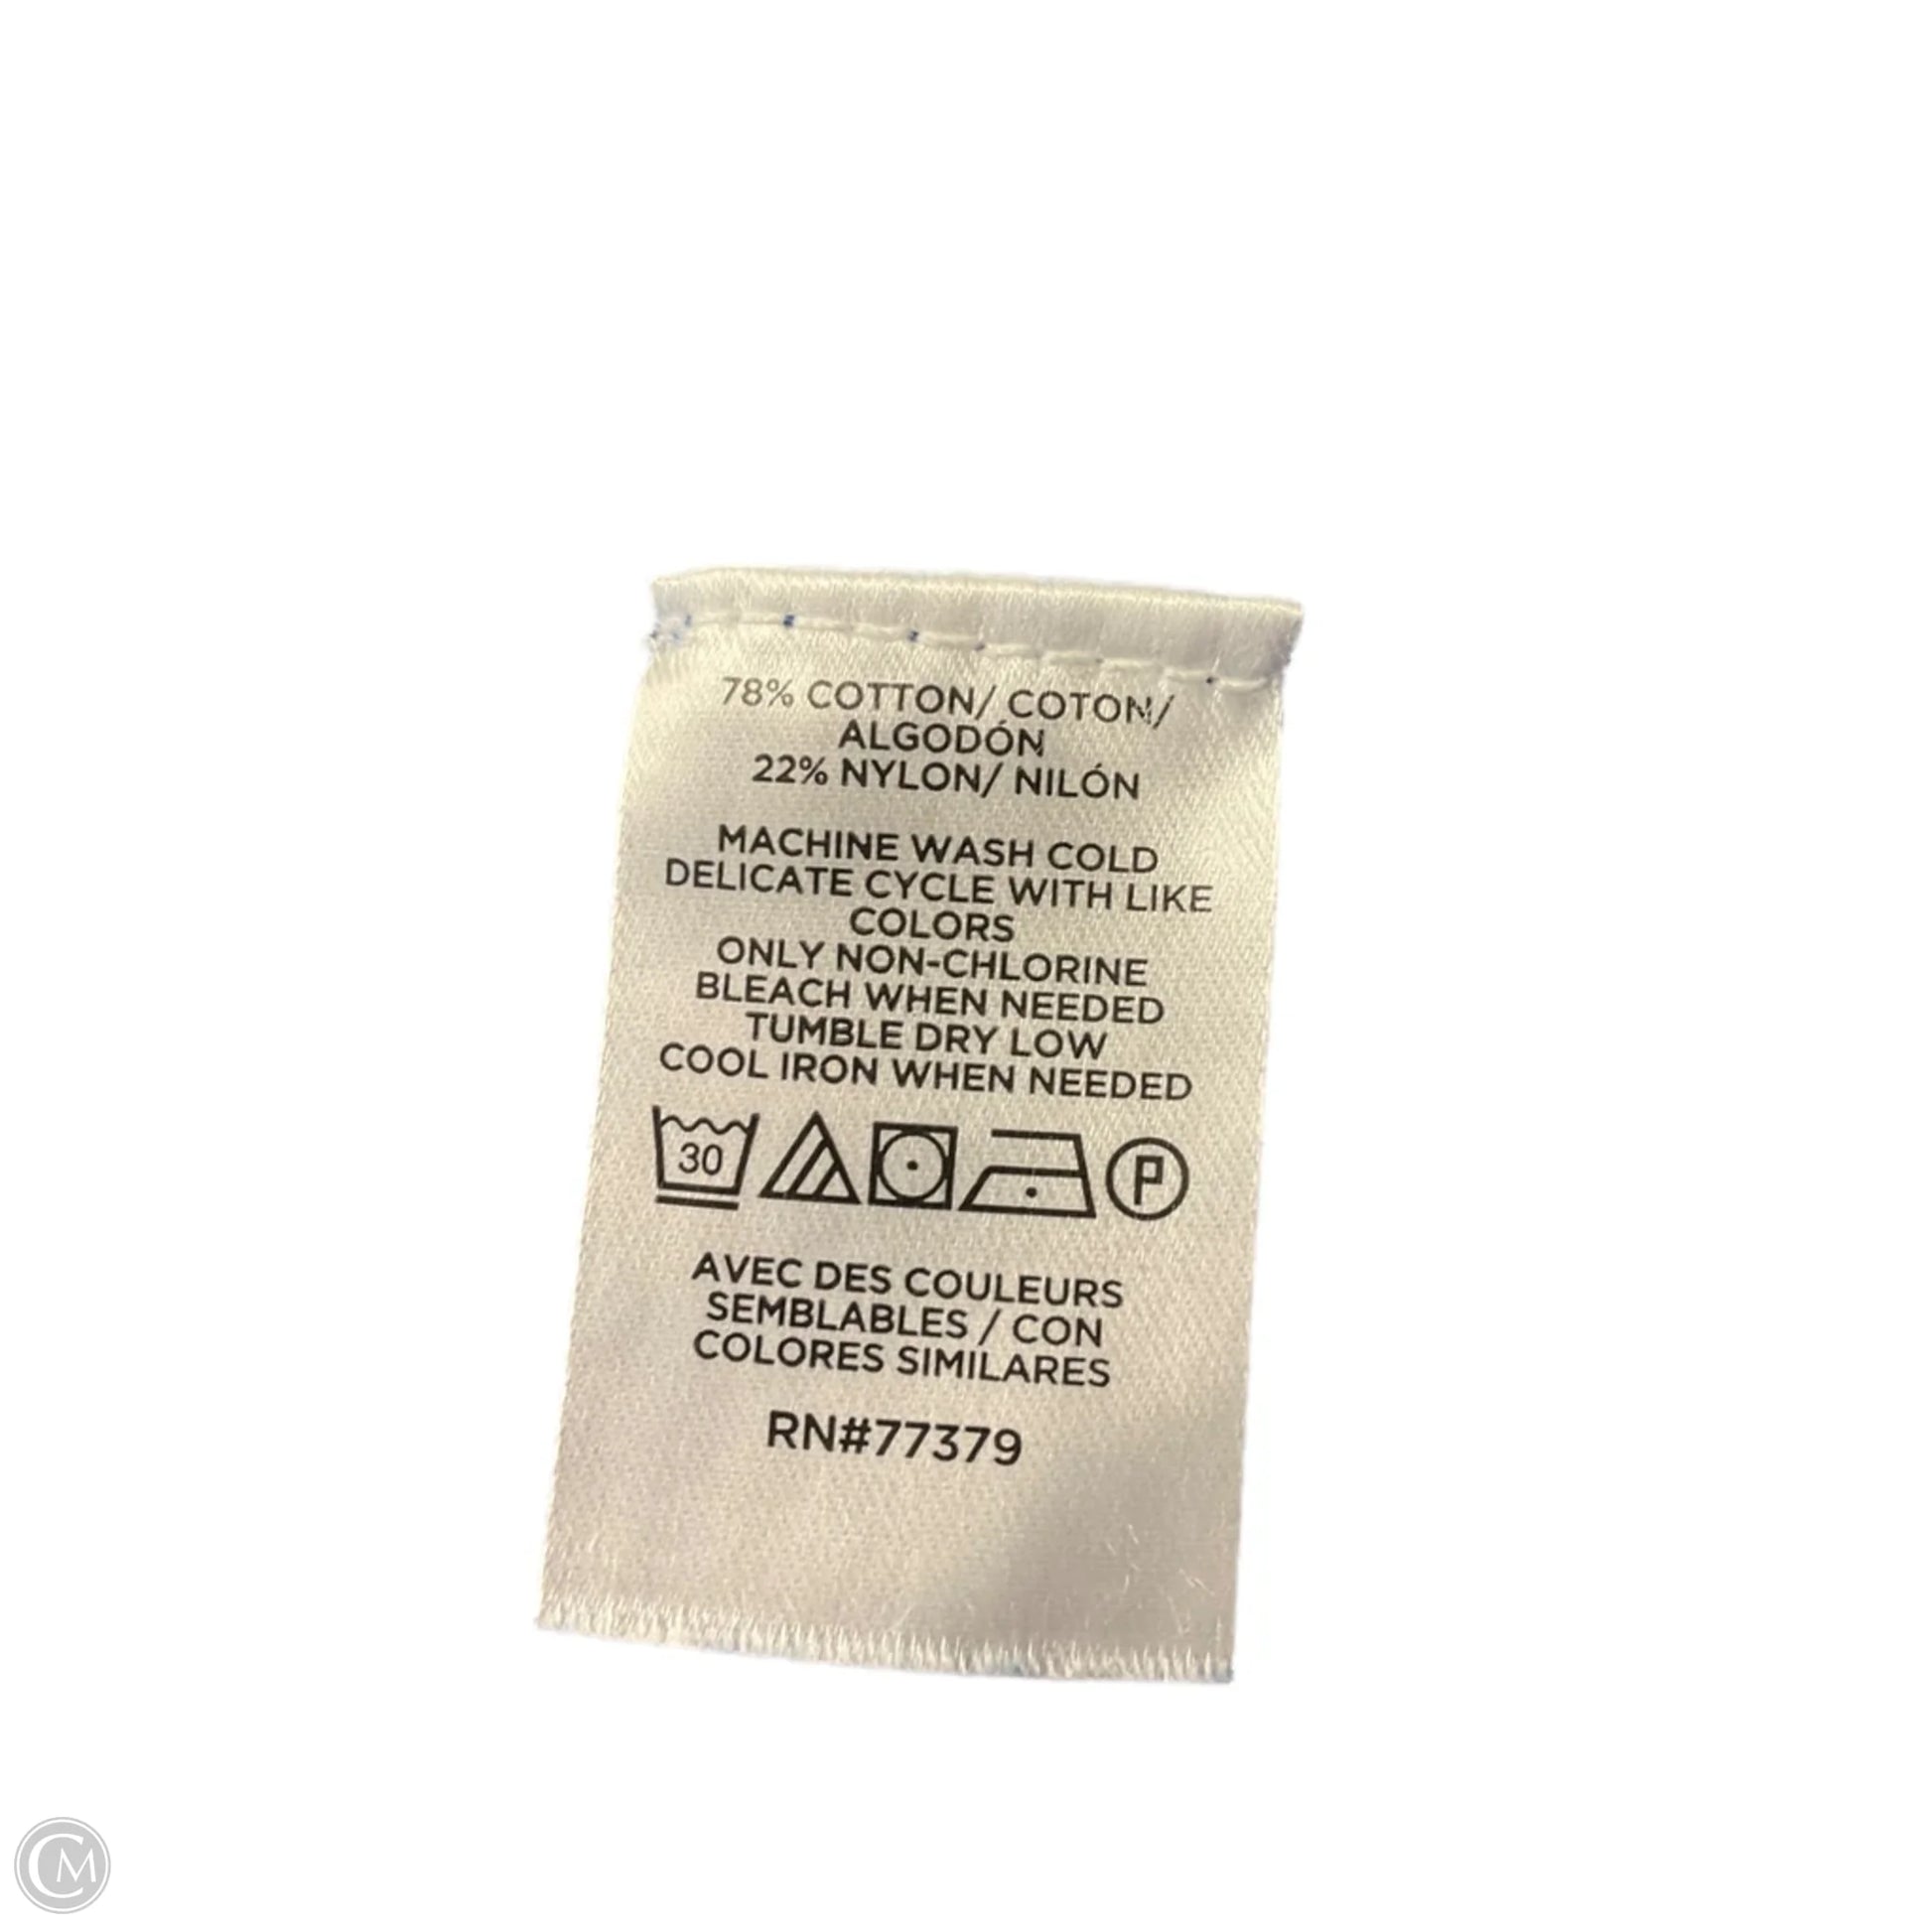 78% COTTON/ COTON/
ALGODÓN
22% NYLON/ NILÓN
MACHINE WASH COLD
DELICATE CYCLE WITH LIKE
COLORS
ONLY NON-CHLORINE
BLEACH WHEN NEEDED
TUMBLE DRY LOW
COOL IRON WHEN NEEDED
30 P
AVEC DES COULEURS
SEMBLABLES / CON
COLORES SIMILARES
RN#77379
CM